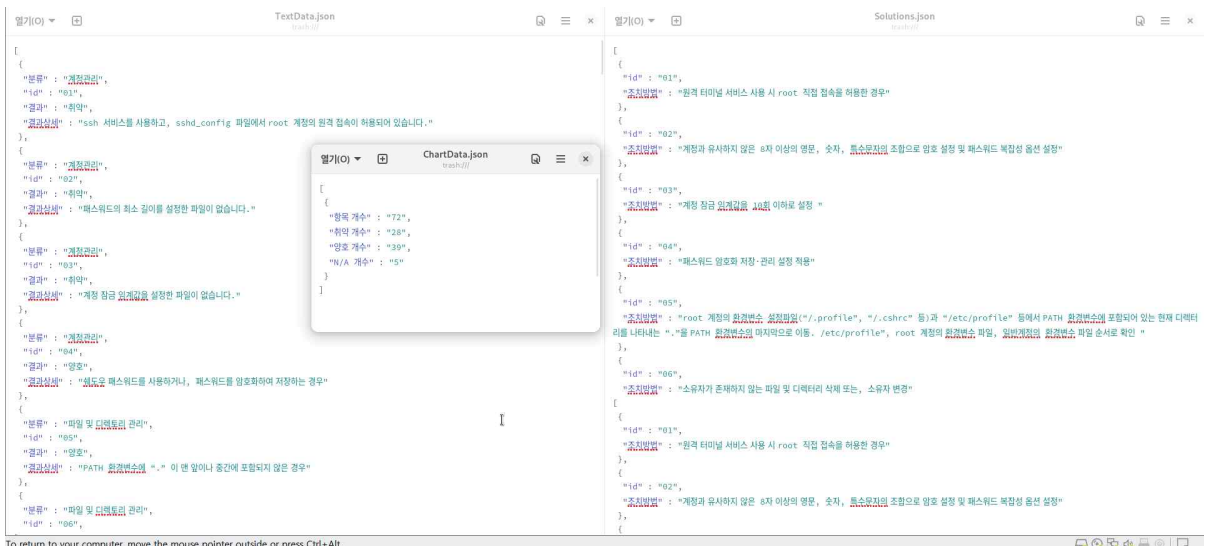 열기(O)
TextData.json
trash:///
[
{
"분류" : "계정관리",
"id" : "01",
"결과" : "취약",
"결과상세" : "ssh 서비스를 사용하고, sshd_config 파일에서 root 계정의 원격 접속이 허용되어 있습니다."
},
{
"분류" : "계정관리",
"id" : "02",
"결과" : "취약",
"결과상세" : "패스워드의 최소 길이를 설정한 파일이 없습니다."
},
{
"분류" : "계정관리",
"id" : "03",
"결과" : "취약",
"결과상세" : "계정 잠금 임계값을 설정한 파일이 없습니다."
},
{
"분류" : "계정관리",
"id" : "04",
"결과" : "양호",
"결과상세" : "쉐도우 패스워드를 사용하거나, 패스워드를 암호화하여 저장하는 경우"
},
{
"분류" : "파일 및 디렉토리 관리",
"id" : "05",
"결과" : "양호",
"결과상세" : "PATH 환경변수에 "." 이 맨 앞이나 중간에 포함되지 않은 경우"
},
{
"분류" : "파일 및 디렉토리 관리",
"id" : "06",
열기(O)
ChartData.json
trash:///
[
{
"항목 개수" : "72",
"취약 개수" : "28",
"양호 개수" : "39",
"N/A 개수" : "5"
}
]
열기(O)
Solutions.json
trash:///
[
{
"id" : "01",
"조치방법" : "원격 터미널 서비스 사용 시 root 직접 접속을 허용한 경우"
},
{
"id" : "02",
"조치방법" : "계정과 유사하지 않은 8자 이상의 영문, 숫자, 특수문자의 조합으로 암호 설정 및 패스워드 복잡성 옵션 설정"
},
{
"id" : "03",
"조치방법" : "계정 잠금 임계값을 10회 이하로 설정 "
},
{
"id" : "04",
"조치방법" : "패스워드 암호화 저장·관리 설정 적용"
},
{
"id" : "05",
"조치방법" : "root 계정의 환경변수 설정파일("/.profile", "/.cshrc" 등)과 "/etc/profile" 등에서 PATH 환경변수에 포함되어 있는 현재 디렉터
리를 나타내는 "."을 PATH 환경변수의 마지막으로 이동. /etc/profile", root 계정의 환경변수 파일, 일반계정의 환경변수 파일 순서로 확인 "
},
{
"id" : "06",
"조치방법" : "소유자가 존재하지 않는 파일 및 디렉터리 삭제 또는, 소유자 변경"
[
{
"id" : "01",
"조치방법" : "원격 터미널 서비스 사용 시 root 직접 접속을 허용한 경우"
},
{
"id" : "02",
"조치방법" : "계정과 유사하지 않은 8자 이상의 영문, 숫자, 특수문자의 조합으로 암호 설정 및 패스워드 복잡성 옵션 설정"
},
{
To return to your computer, move the mouse pointer outside or press Ctrl+Alt.